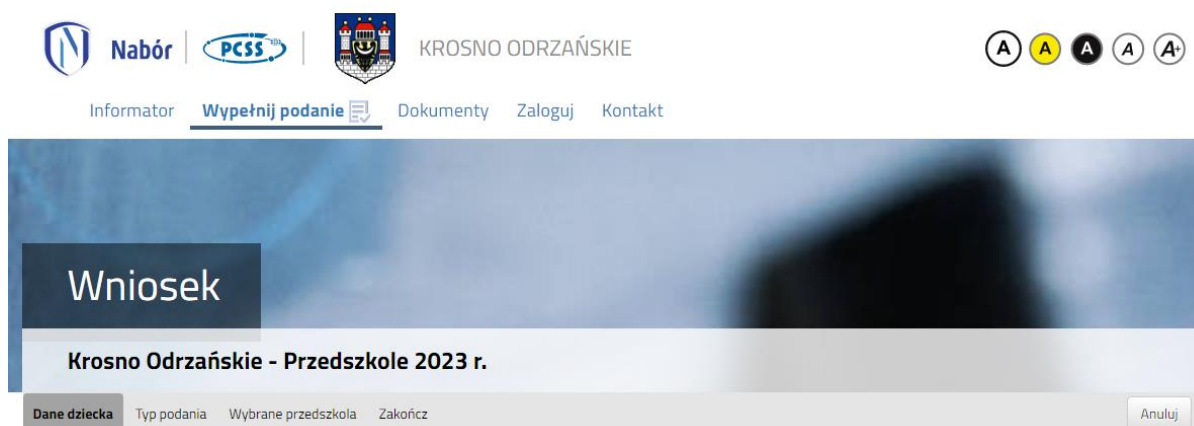 Nabór PCSS KROSNO ODRZAŃSKIE A A A A A+
Informator Wypełnij podanie Dokumenty Zaloguj Kontakt
Wniosek
Krosno Odrzańskie - Przedszkole 2023 r.
Dane dziecka Typ podania Wybrane przedszkola Zakończ Anuluj